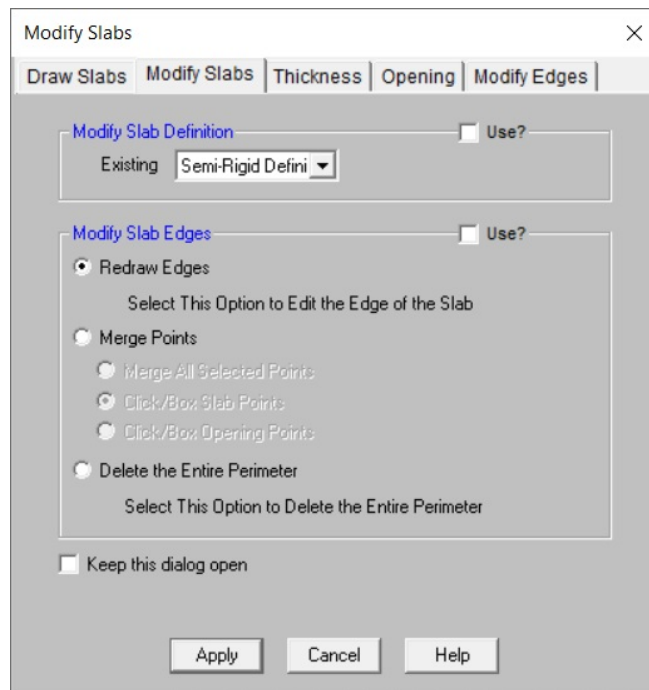 Modify Slabs
Draw Slabs Modify Slabs Thickness Opening Modify Edges
Modify Slab Definition Use?
Existing Semi-Rigid Defini
Modify Slab Edges Use?
Redraw Edges
Select This Option to Edit the Edge of the Slab
Merge Points
Merge All Selected Points
Click/Box Slab Points
Click/Box Opening Points
Delete the Entire Perimeter
Select This Option to Delete the Entire Perimeter
Keep this dialog open
Apply Cancel Help